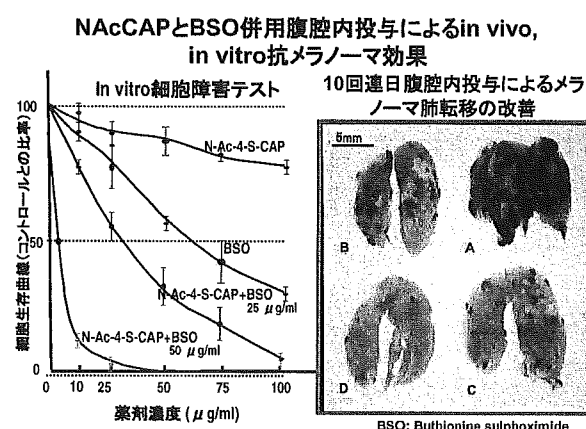 NAcCAPとBSO併用腹腔内投与によるin vivo,
in vitro抗メラノーマ効果
In vitro細胞障害テスト
細胞生存曲線(コントロールとの比率)
100
50
0
N-Ac-4-S-CAP
BSO
N-Ac-4-S-CAP+BSO
25 μg/ml
N-Ac-4-S-CAP+BSO
50 μg/ml
0 10 25 50 75 100
薬剤濃度 (μg/ml)
10回連日腹腔内投与によるメラ
ノーマ肺転移の改善
5mm
B
A
D
C
BSO: Buthionine sulphoximide